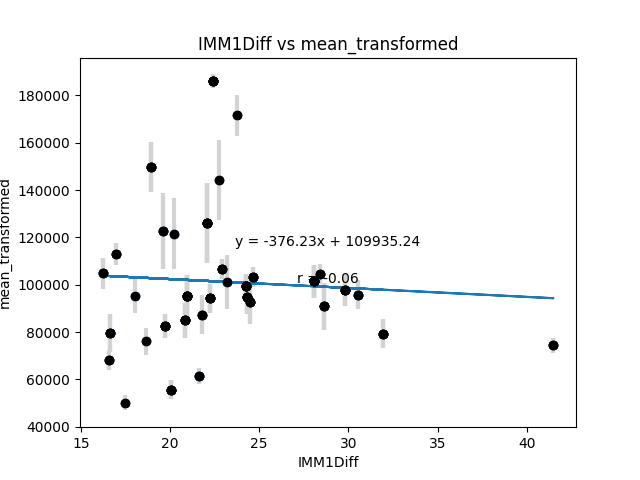 IMM1Diff vs mean_transformed
mean_transformed
180000
160000
140000
120000
100000
80000
60000
40000
y = -376.23x + 109935.24
r = -0.06
15 20 25 30 35 40
IMM1Diff